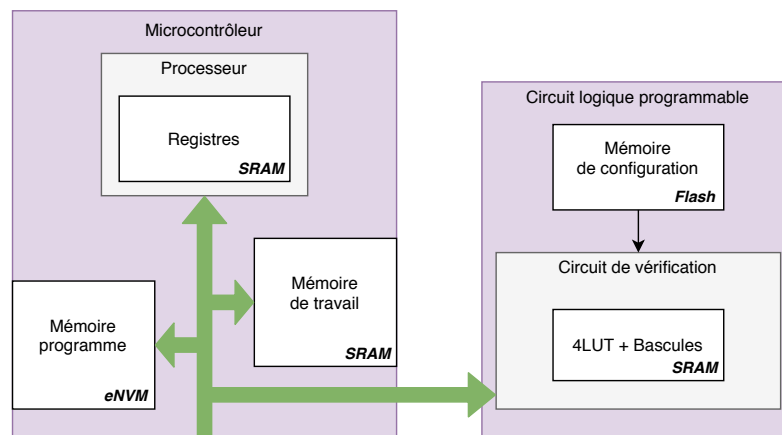 Microcontrôleur
Processeur
Registres
SRAM
Mémoire
de travail
SRAM
Mémoire
programme
eNVM
Circuit logique programmable
Mémoire
de configuration
Flash
Circuit de vérification
4LUT + Bascules
SRAM